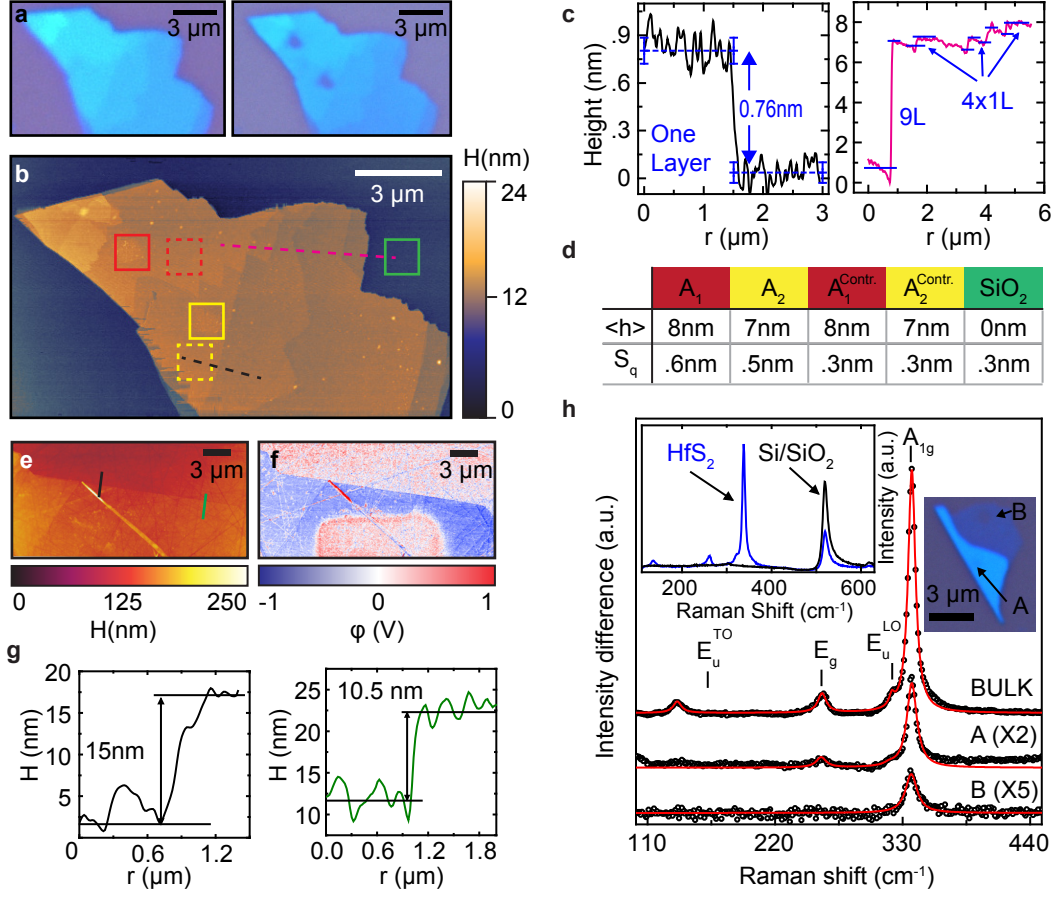 a
3 µm
3 µm
b
3 µm
H(nm)
24
12
0
c
Height (nm)
.9
.6
.3
0
0.76nm
One
Layer
0 1 2 3
r (µm)
8
6
4
2
0
9L
4x1L
0 2 4 6
r (µm)
d
A1 A2 A1Contr. A2Contr. SiO2
<h> 8nm 7nm 8nm 7nm 0nm
Sq .6nm .5nm .3nm .3nm .3nm
e
3 µm
0 125 250
H(nm)
f
3 µm
-1 0 1
φ (V)
g
H (nm)
20
15
10
5
15nm
0 0.6 1.2
r (µm)
H (nm)
25
20
15
10
10.5 nm
0.0 0.6 1.2 1.8
r (µm)
h
Intensity difference (a.u.)
HfS2
Si/SiO2
Intensity (a.u.)
200 400 600
Raman Shift (cm-1)
A1g
B
A
3 µm
EuTO
Eg
EuLO
BULK
A (X2)
B (X5)
110 220 330 440
Raman shift (cm-1)